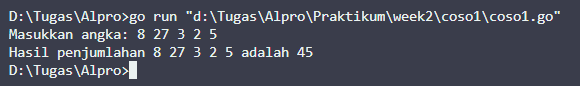 D:\Tugas\Alpro>go run "d:\Tugas\Alpro\Praktikum\week2\coso1\coso1.go"
Masukkan angka: 8 27 3 2 5
Hasil penjumlahan 8 27 3 2 5 adalah 45
D:\Tugas\Alpro>